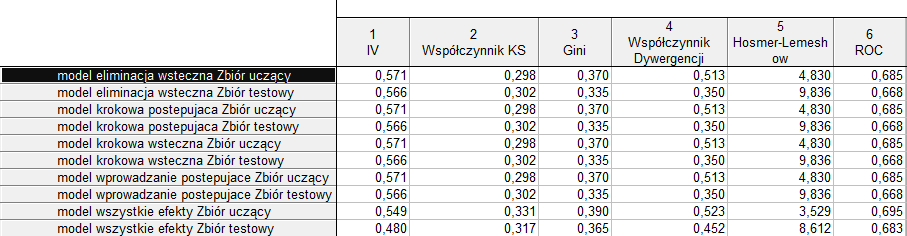 1 2 3 4 5 6
IV Współczynnik KS Gini Współczynnik Dywergencji Hosmer-Lemesh ow ROC
model eliminacja wsteczna Zbiór uczący 0,571 0,298 0,370 0,513 4,830 0,685
model eliminacja wsteczna Zbiór testowy 0,566 0,302 0,335 0,350 9,836 0,668
model krokowa postepujaca Zbiór uczący 0,571 0,298 0,370 0,513 4,830 0,685
model krokowa postepujaca Zbiór testowy 0,566 0,302 0,335 0,350 9,836 0,668
model krokowa wsteczna Zbiór uczący 0,571 0,298 0,370 0,513 4,830 0,685
model krokowa wsteczna Zbiór testowy 0,566 0,302 0,335 0,350 9,836 0,668
model wprowadzanie postepujace Zbiór uczący 0,571 0,298 0,370 0,513 4,830 0,685
model wprowadzanie postepujace Zbiór testowy 0,566 0,302 0,335 0,350 9,836 0,668
model wszystkie efekty Zbiór uczący 0,549 0,331 0,390 0,523 3,529 0,695
model wszystkie efekty Zbiór testowy 0,480 0,317 0,365 0,452 8,612 0,683